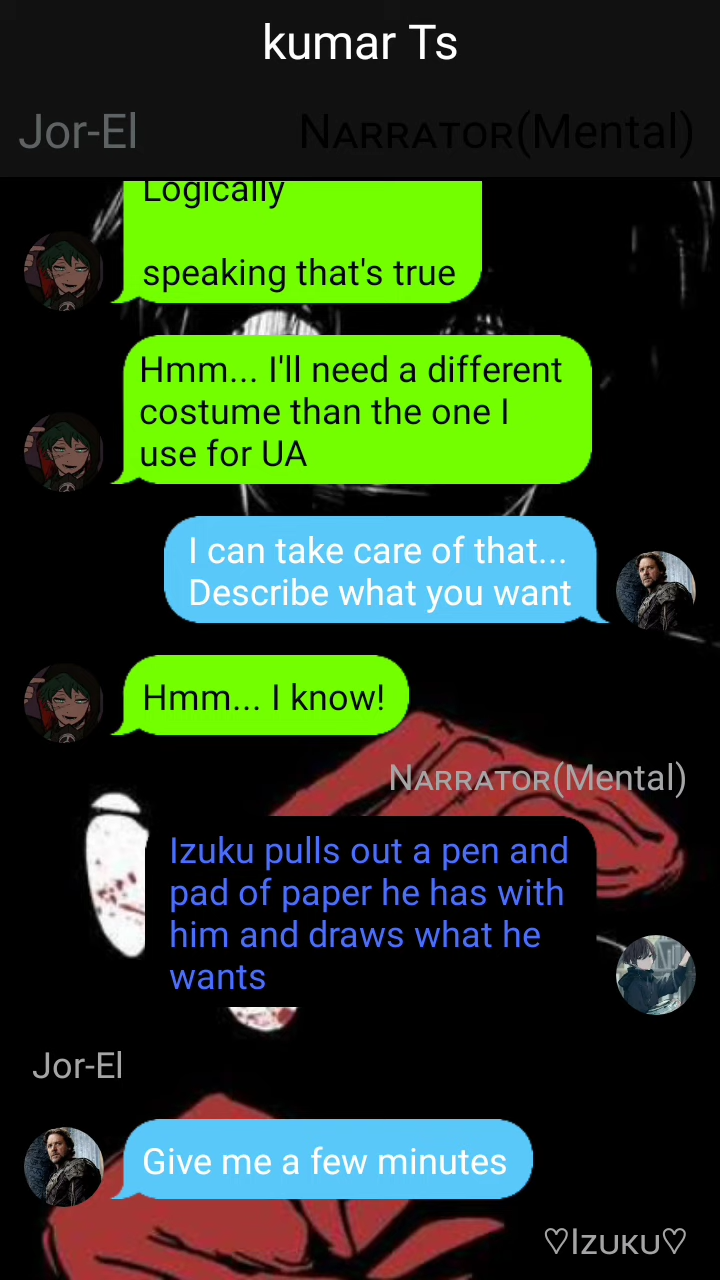 kumar Ts
Jor-El
NARRATOR(Mental)
Logically
speaking that's true
Hmm... I'll need a different
costume than the one I
use for UA
I can take care of that...
Describe what you want
Hmm... I know!
NARRATOR(Mental)
Izuku pulls out a pen and
pad of paper he has with
him and draws what he
wants
Jor-El
Give me a few minutes
♡IZUKU♡